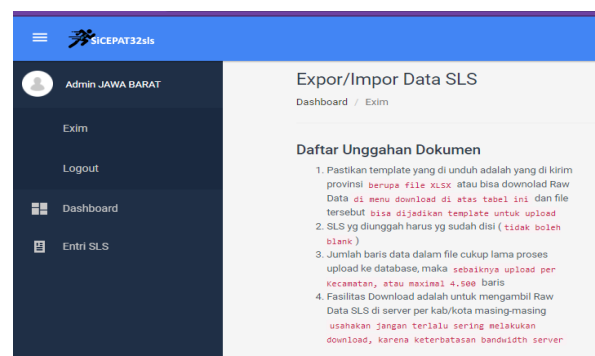 SiCEPAT32sls
Admin JAWA BARAT
Exim
Logout
Dashboard
Entri SLS
Expor/Impor Data SLS
Dashboard / Exim
Daftar Unggahan Dokumen
1. Pastikan template yang di unduh adalah yang di kirim
provinsi berupa file XLSX atau bisa downolad Raw
Data di menu download di atas tabel ini dan file
tersebut bisa dijadikan template untuk upload
2. SLS yg diunggah harus yg sudah disi ( tidak boleh
blank )
3. Jumlah baris data dalam file cukup lama proses
upload ke database, maka sebaiknya upload per
Kecamatan, atau maximal 4.500 baris
4. Fasilitas Download adalah untuk mengambil Raw
Data SLS di server per kab/kota masing-masing
usahakan jangan terlalu sering melakukan
download, karena keterbatasan bandwidth server